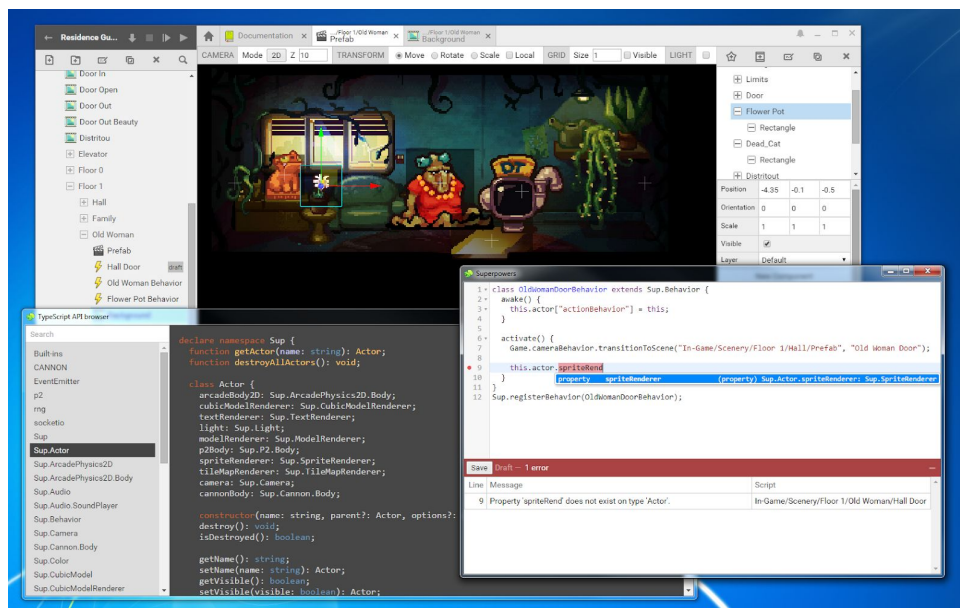 Residence Gu...
Documentation
.../Floor 1/Old Woman
Prefab
.../Floor 1/Old Woman
Background
CAMERA Mode 2D Z 10 TRANSFORM Move Rotate Scale Local GRID Size 1 Visible LIGHT
Door In
Door Open
Door Out
Door Out Beauty
Distritou
Elevator
Floor 0
Floor 1
Hall
Family
Old Woman
Prefab
Hall Door draft
Old Woman Behavior
Flower Pot Behavior
Limits
Door
Flower Pot
Rectangle
Dead_Cat
Rectangle
Distritout
Position -4.35 -0.1 -0.5
Orientation 0 0 0
Scale 1 1 1
Visible
Layer Default
New Component
TypeScript API browser
Search
Built-ins
CANNON
EventEmitter
p2
rng
socketio
Sup
Sup.Actor
Sup.ArcadePhysics2D
Sup.ArcadePhysics2D.Body
Sup.Audio
Sup.Audio.SoundPlayer
Sup.Behavior
Sup.Camera
Sup.Cannon.Body
Sup.Color
Sup.CubicModel
Sup.CubicModelRenderer
declare namespace Sup {
function getActor(name: string): Actor;
function destroyAllActors(): void;
class Actor {
arcadeBody2D: Sup.ArcadePhysics2D.Body;
cubicModelRenderer: Sup.CubicModelRenderer;
textRenderer: Sup.TextRenderer;
light: Sup.Light;
modelRenderer: Sup.ModelRenderer;
p2Body: Sup.P2.Body;
spriteRenderer: Sup.SpriteRenderer;
tileMapRenderer: Sup.TileMapRenderer;
camera: Sup.Camera;
cannonBody: Sup.Cannon.Body;
constructor(name: string, parent?: Actor, options?:
destroy(): void;
isDestroyed(): boolean;
getName(): string;
setName(name: string): Actor;
getVisible(): boolean;
setVisible(visible: boolean): Actor;
Superpowers
1 class OldWomanDoorBehavior extends Sup.Behavior {
2 awake() {
3 this.actor["actionBehavior"] = this;
4 }
5
6 activate() {
7 Game.cameraBehavior.transitionToScene("In-Game/Scenery/Floor 1/Hall/Prefab", "Old Woman Door");
8
9 this.actor.spriteRend
property spriteRenderer (property) Sup.Actor.spriteRenderer: Sup.SpriteRenderer
10 }
11 }
12 Sup.registerBehavior(OldWomanDoorBehavior);
Save Draft — 1 error
Line Message Script
9 Property 'spriteRend' does not exist on type 'Actor'. In-Game/Scenery/Floor 1/Old Woman/Hall Door